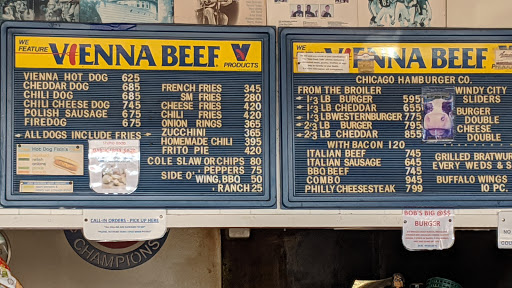 WE
FEATURE
VIENNA BEEF
PRODUCTS
VIENNA HOT DOG 625
CHEDDAR DOG 685
CHILI DOG 685
CHILI CHEESE DOG 745
POLISH SAUSAGE 675
FIREDOG 675
ALL DOGS INCLUDE FRIES
Hot Dog Pack's
FRENCH FRIES 345
SM FRIES 280
CHEESE FRIES 420
CHILI FRIES 420
ONION RINGS 365
ZUCCHINI 365
HOMEMADE CHILI 395
FRITO PIE 420
COLE SLAW OR CHIPS 80
SIDE O' PEPPERS 75
WING, BBQ 50
RANCH 25
WE
FEATURE
VIENNA BEEF
CHICAGO HAMBURGER CO.
FROM THE BROILER
1/3 LB BURGER 595
1/3 LB CHEESE 655
1/3 LB WESTERNBURGER 775
2/3 LB BURGER 795
2/3 LB CHEESE 855
WITH BACON 120
ITALIAN BEEF 745
ITALIAN SAUSAGE 645
BBQ BEEF 745
COMBO 945
PHILLY CHEESESTEAK 799
WINDY CITY
SLIDERS
BURGER
DOUBLE
CHEESE
DOUBLE
GRILLED BRATWUR
EVERY WEDS & S
BUFFALO WINGS
10 PC.
CALL-IN ORDERS - PICK UP HERE
BOB'S BIG @$$
BURGER
CHAMPIONS